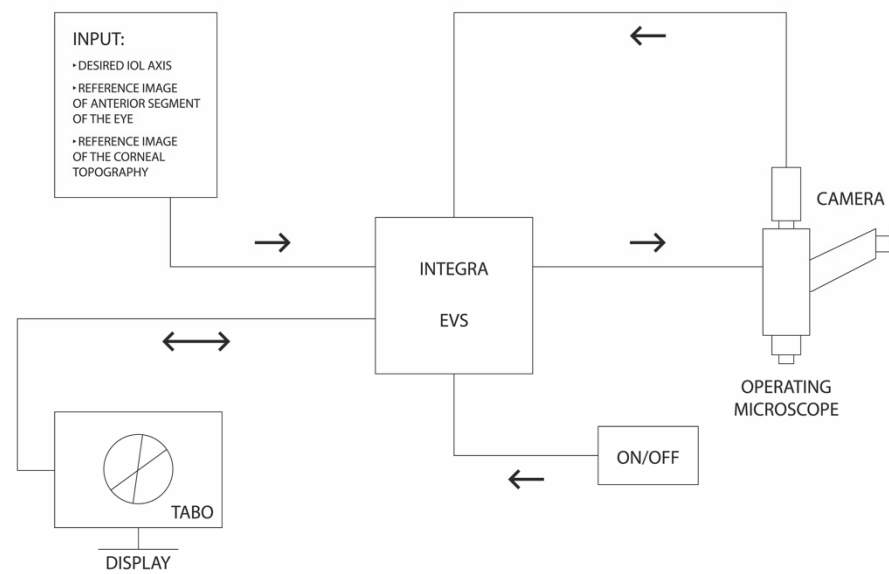 INPUT:
‣DESIRED IOL AXIS
‣REFERENCE IMAGE
OF ANTERIOR SEGMENT
OF THE EYE
‣REFERENCE IMAGE
OF THE CORNEAL
TOPOGRAPHY
CAMERA
INTEGRA
EVS
OPERATING
MICROSCOPE
ON/OFF
TABO
DISPLAY